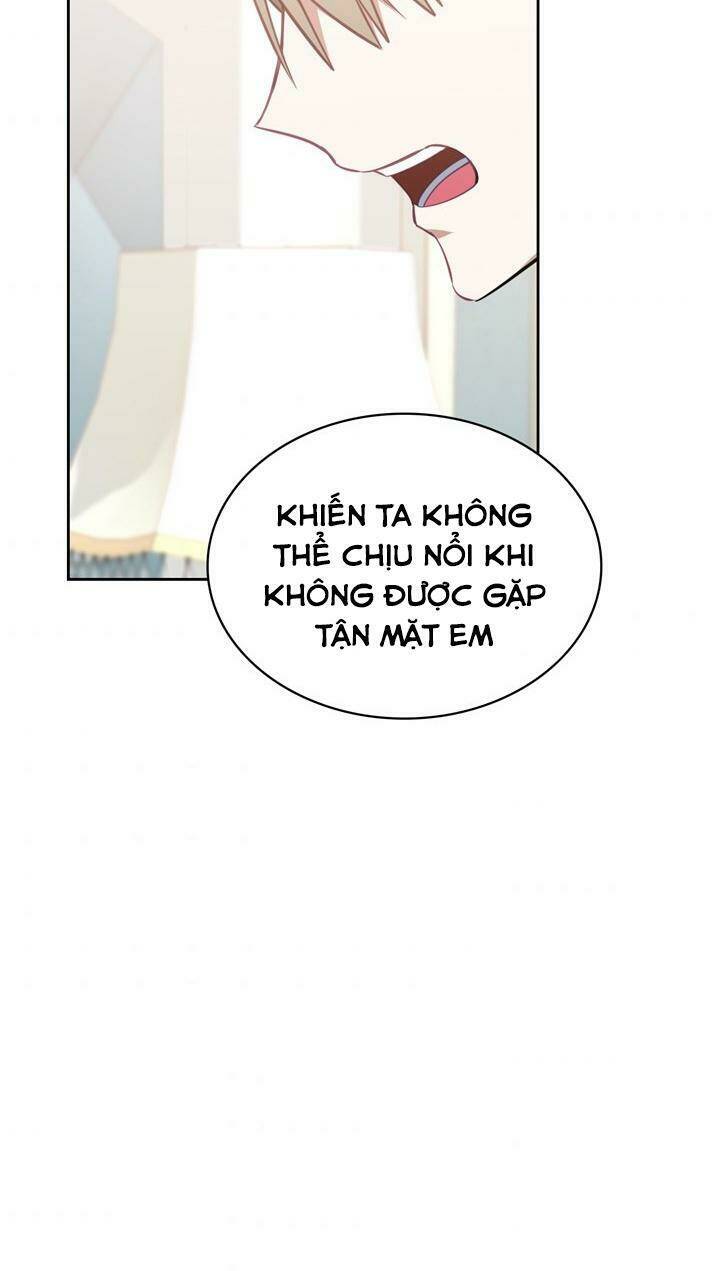 KHIẾN TA KHÔNG
THỂ CHỊU NỔI KHI
KHÔNG ĐƯỢC GẶP
TẬN MẶT EM